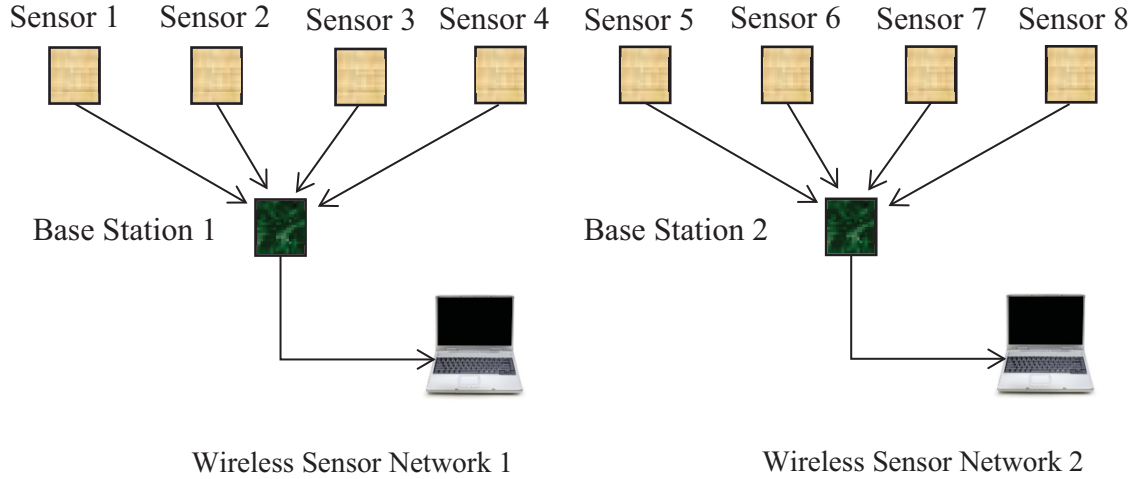 Sensor 1
Sensor 2
Sensor 3
Sensor 4
Sensor 5
Sensor 6
Sensor 7
Sensor 8
Base Station 1
Base Station 2
Wireless Sensor Network 1
Wireless Sensor Network 2